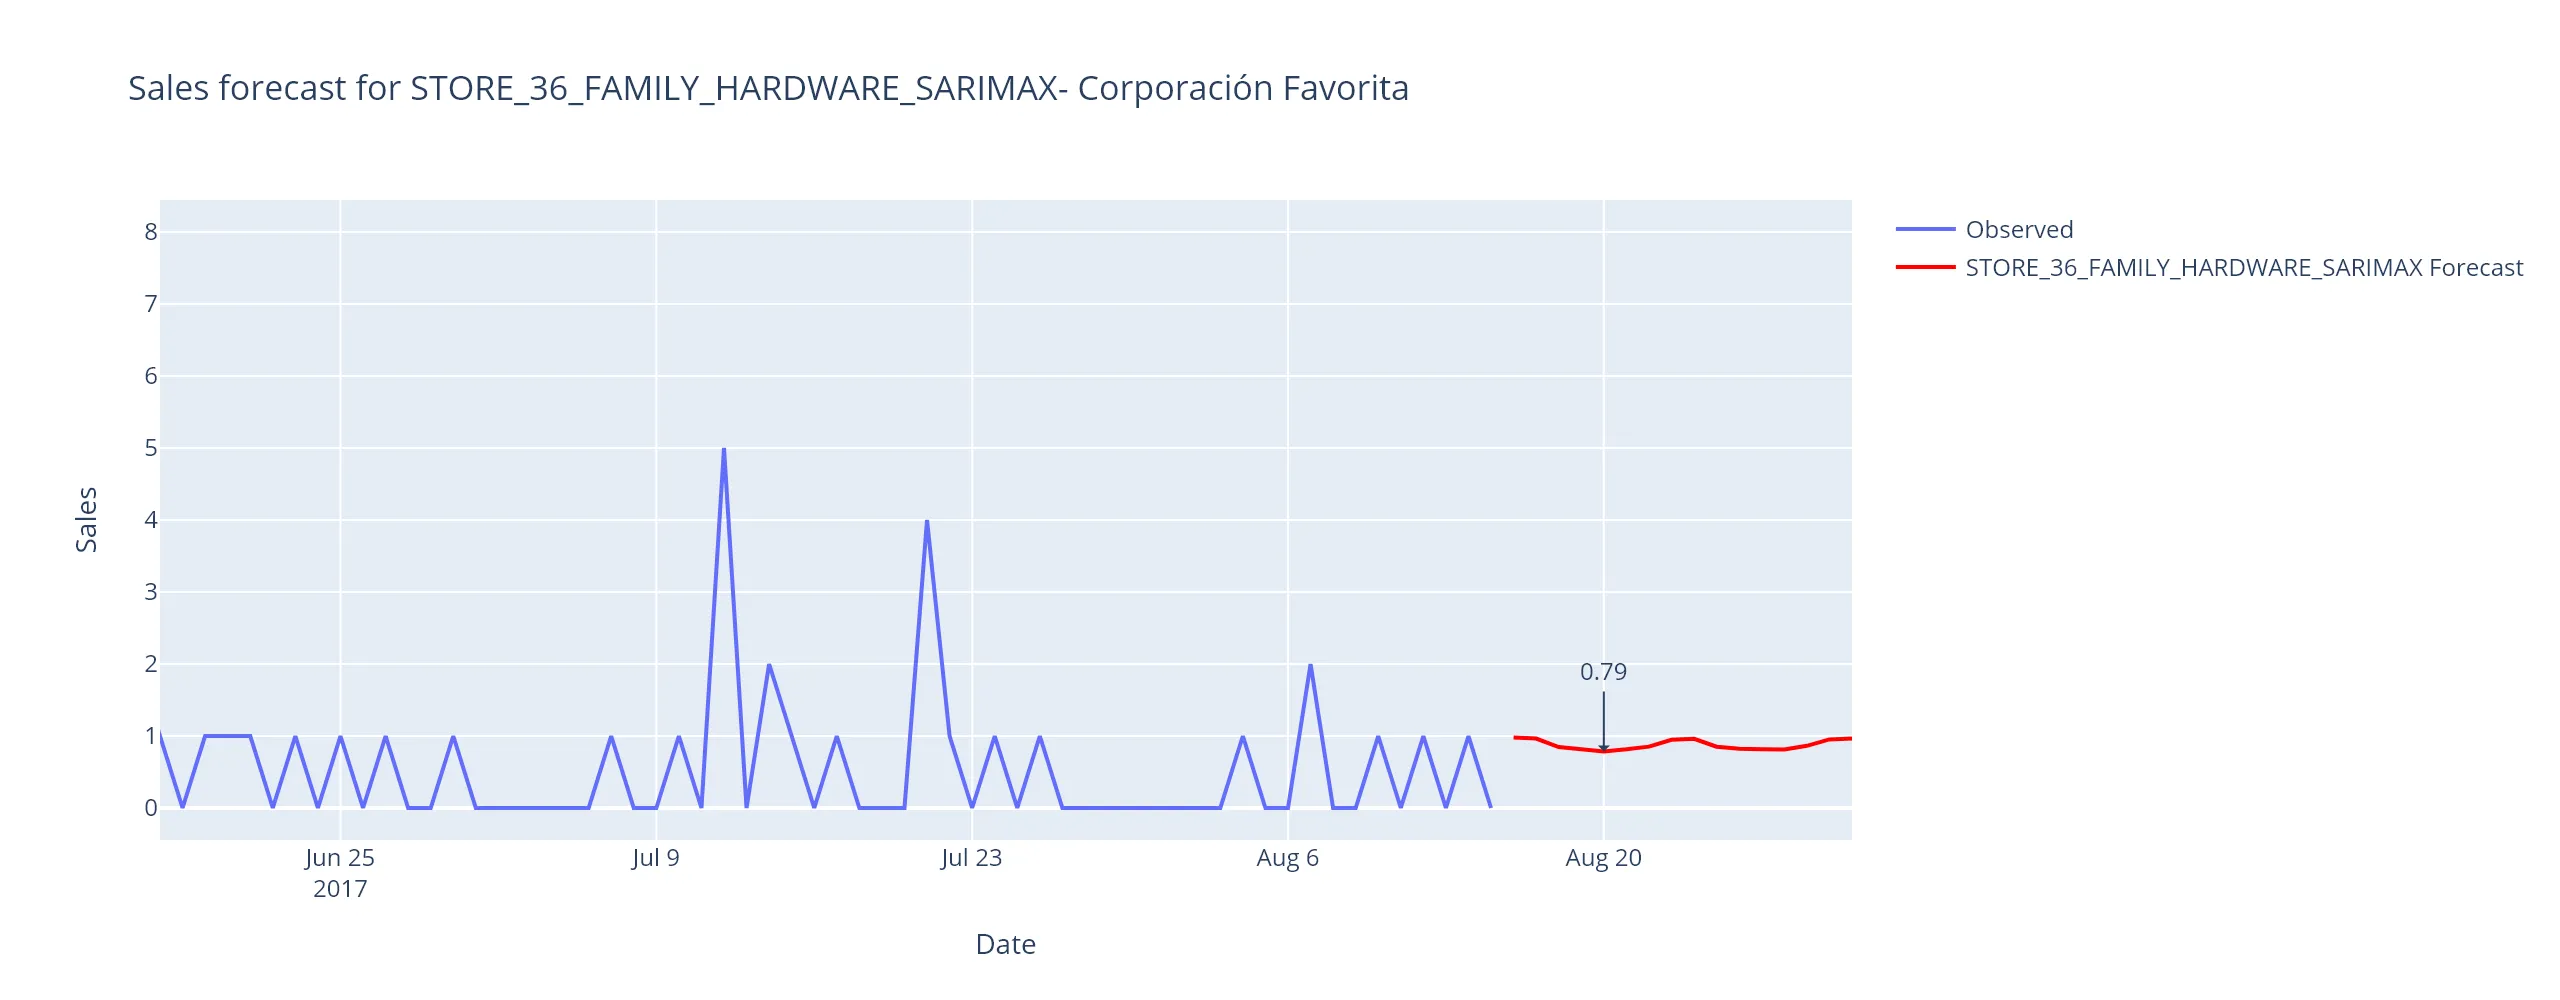 Sales forecast for STORE_36_FAMILY_HARDWARE_SARIMAX- Corporación Favorita
Observed
STORE_36_FAMILY_HARDWARE_SARIMAX Forecast
8
7
6
5
4
3
2
1
0
Sales
0.79
Jun 25
2017
Jul 9
Jul 23
Aug 6
Aug 20
Date